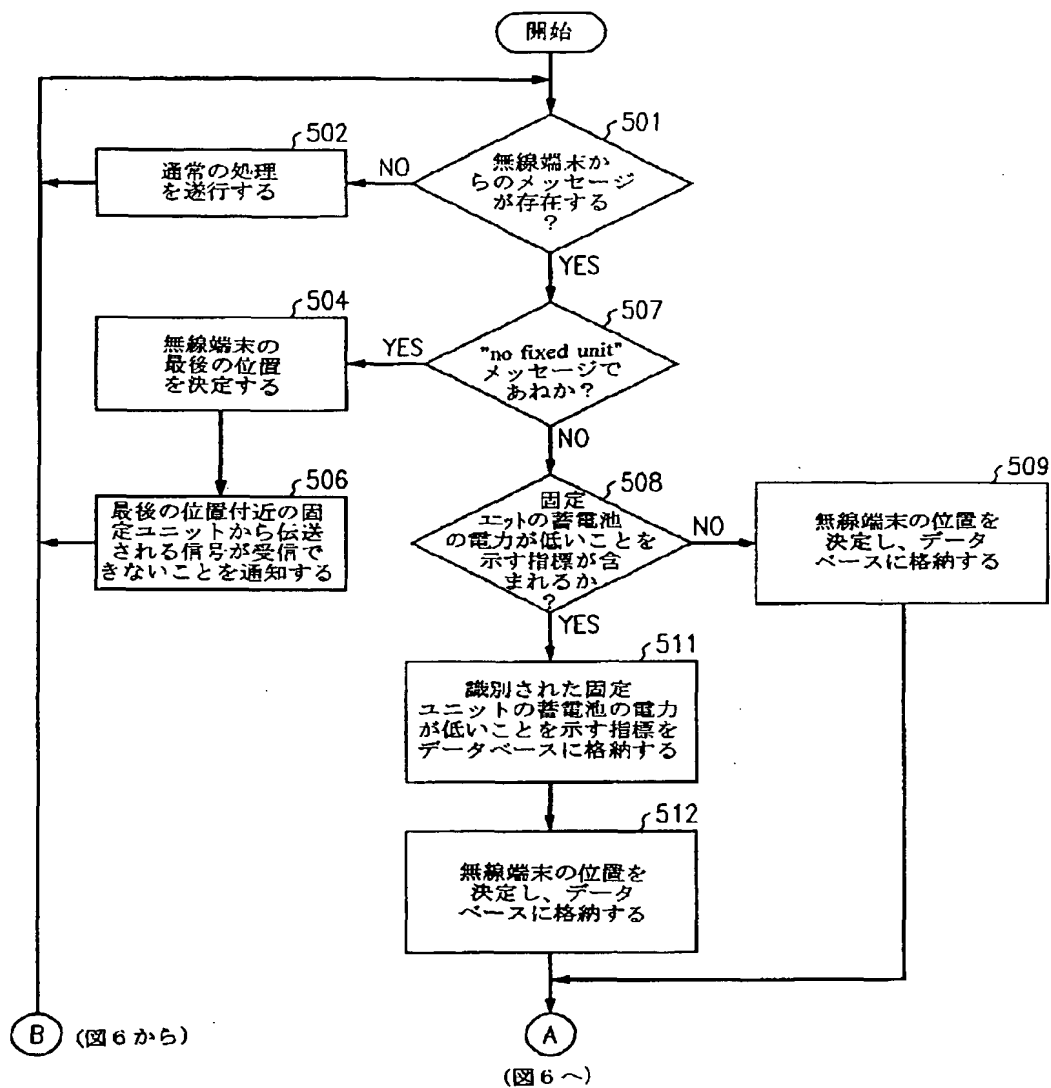 開始
501
無線端末か
らのメッセージ
が存在する
?
NO
YES
502
通常の処理
を遂行する
507
"no fixed unit"
メッセージで
あねか?
YES
NO
504
無線端末の
最後の位置
を決定する
506
最後の位置付近の固
定ユニットから伝送
される信号が受信で
きないことを通知する
508
固定
ユニットの蓄電池
の電力が低いことを
示す指標が含
まれるか
?
NO
YES
509
無線端末の位置を
決定し、データ
ベースに格納する
511
識別された固定
ユニットの蓄電池の電力
が低いことを示す指標を
データベースに格納する
512
無線端末の位置を
決定し、データ
ベースに格納する
B (図6から)
A
(図6へ)